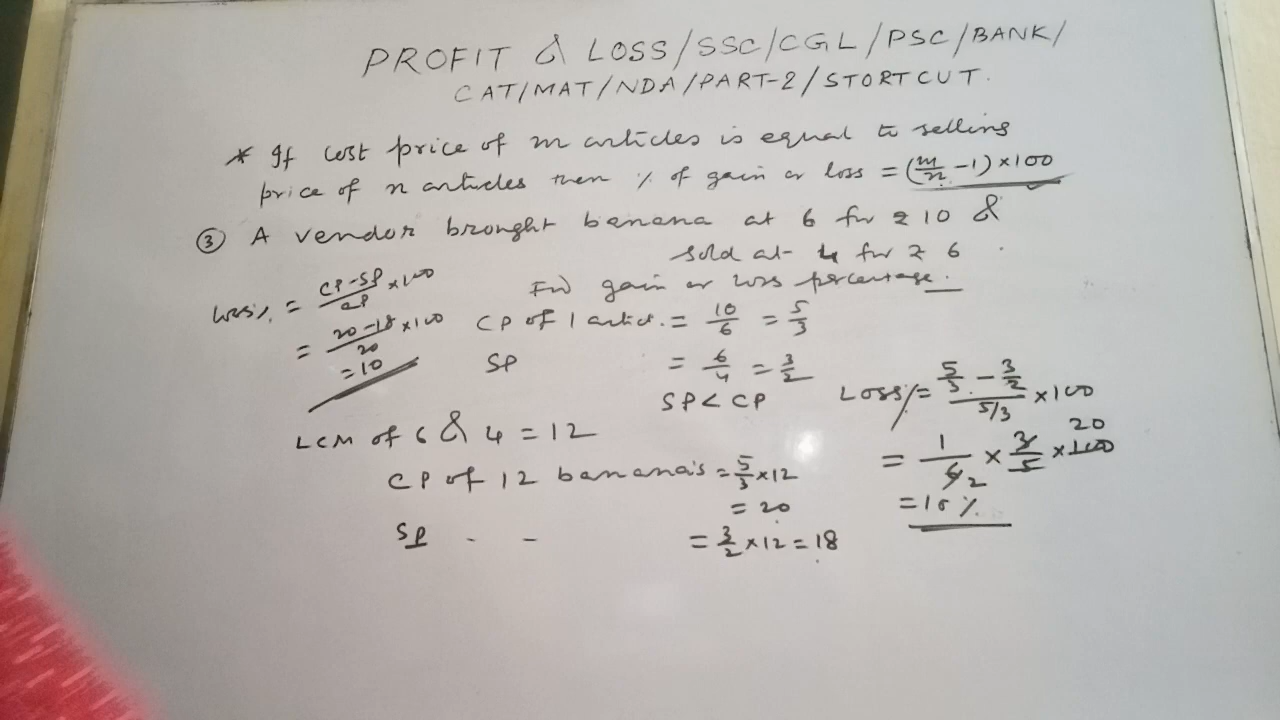 PROFIT & LOSS/SSC/CGL/PSC/BANK/
CAT/MAT/NDA/PART-2/STORTCUT.
* If cost price of m articles is equal to selling
price of n articles then % of gain or loss = (m/n - 1) × 100
③ A vendor brought banana at 6 for ₹ 10 &
sold at 4 for ₹ 6.
Find gain or loss percentage.
Loss% = CP-SP/CP × 100
= 20-18/20 × 100
= 10
CP of 1 artic. = 10/6 = 5/3
SP = 6/4 = 3/2
SP < CP
LCM of 6 & 4 = 12
CP of 12 banana's = 5/3 × 12
= 20
SP - - = 3/2 × 12 = 18
Loss% = 5/3 - 3/2 / 5/3 × 100
= 1/6 2 × 3/5 × 100 20
= 10%